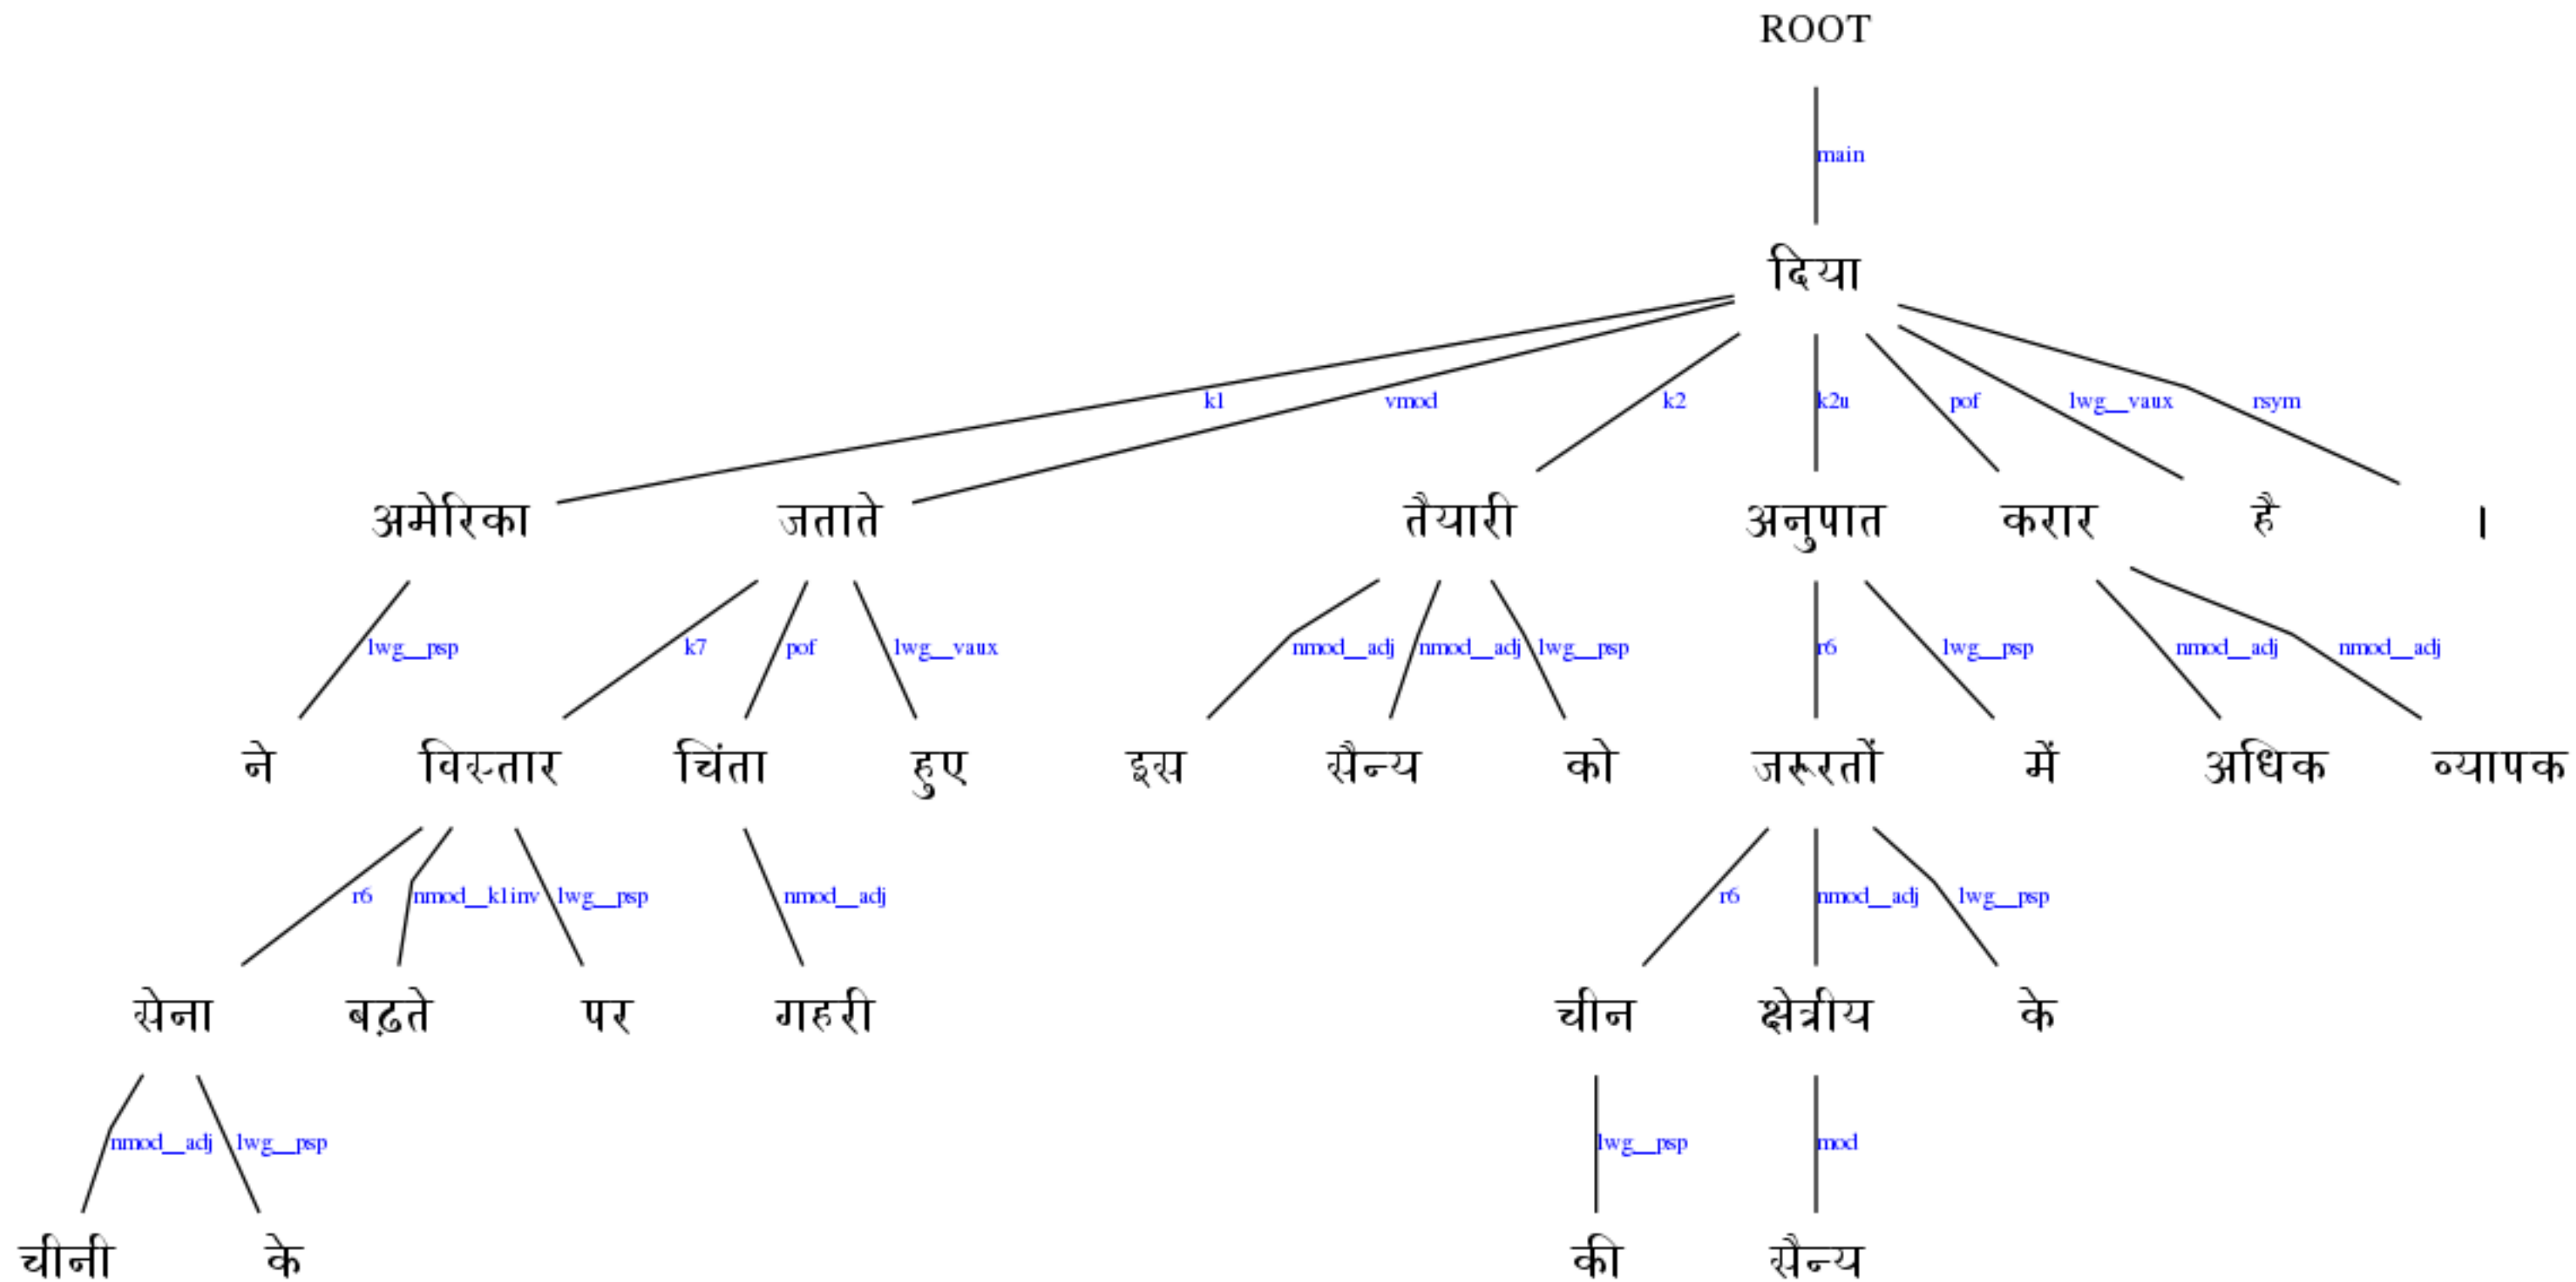 ROOT
main
दिया
k1 vmod k2 k2u pof lwg__vaux rsym
अमेरिका जताते तैयारी अनुपात करार है ।
lwg__psp k7 pof lwg__vaux nmod__adj nmod__adj lwg__psp r6 lwg__psp nmod__adj nmod__adj
ने विस्तार चिंता हुए इस सैन्य को जरूरतों में अधिक व्यापक
r6 nmod__k1inv lwg__psp nmod__adj r6 nmod__adj lwg__psp
सेना बढ़ते पर गहरी चीन क्षेत्रीय के
nmod__adj lwg__psp lwg__psp mod
चीनी के की सैन्य